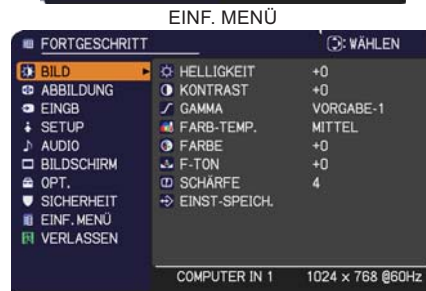 EINF. MENÜ
FORTGESCHRITT : WÄHLEN
BILD HELLIGKEIT +0
ABBILDUNG KONTRAST +0
EINGB GAMMA VORGABE-1
SETUP FARB-TEMP. MITTEL
AUDIO FARBE +0
BILDSCHIRM F-TON +0
OPT. SCHÄRFE 4
SICHERHEIT EINST-SPEICH.
EINF. MENÜ
VERLASSEN
COMPUTER IN 1 1024 x 768 @60Hz